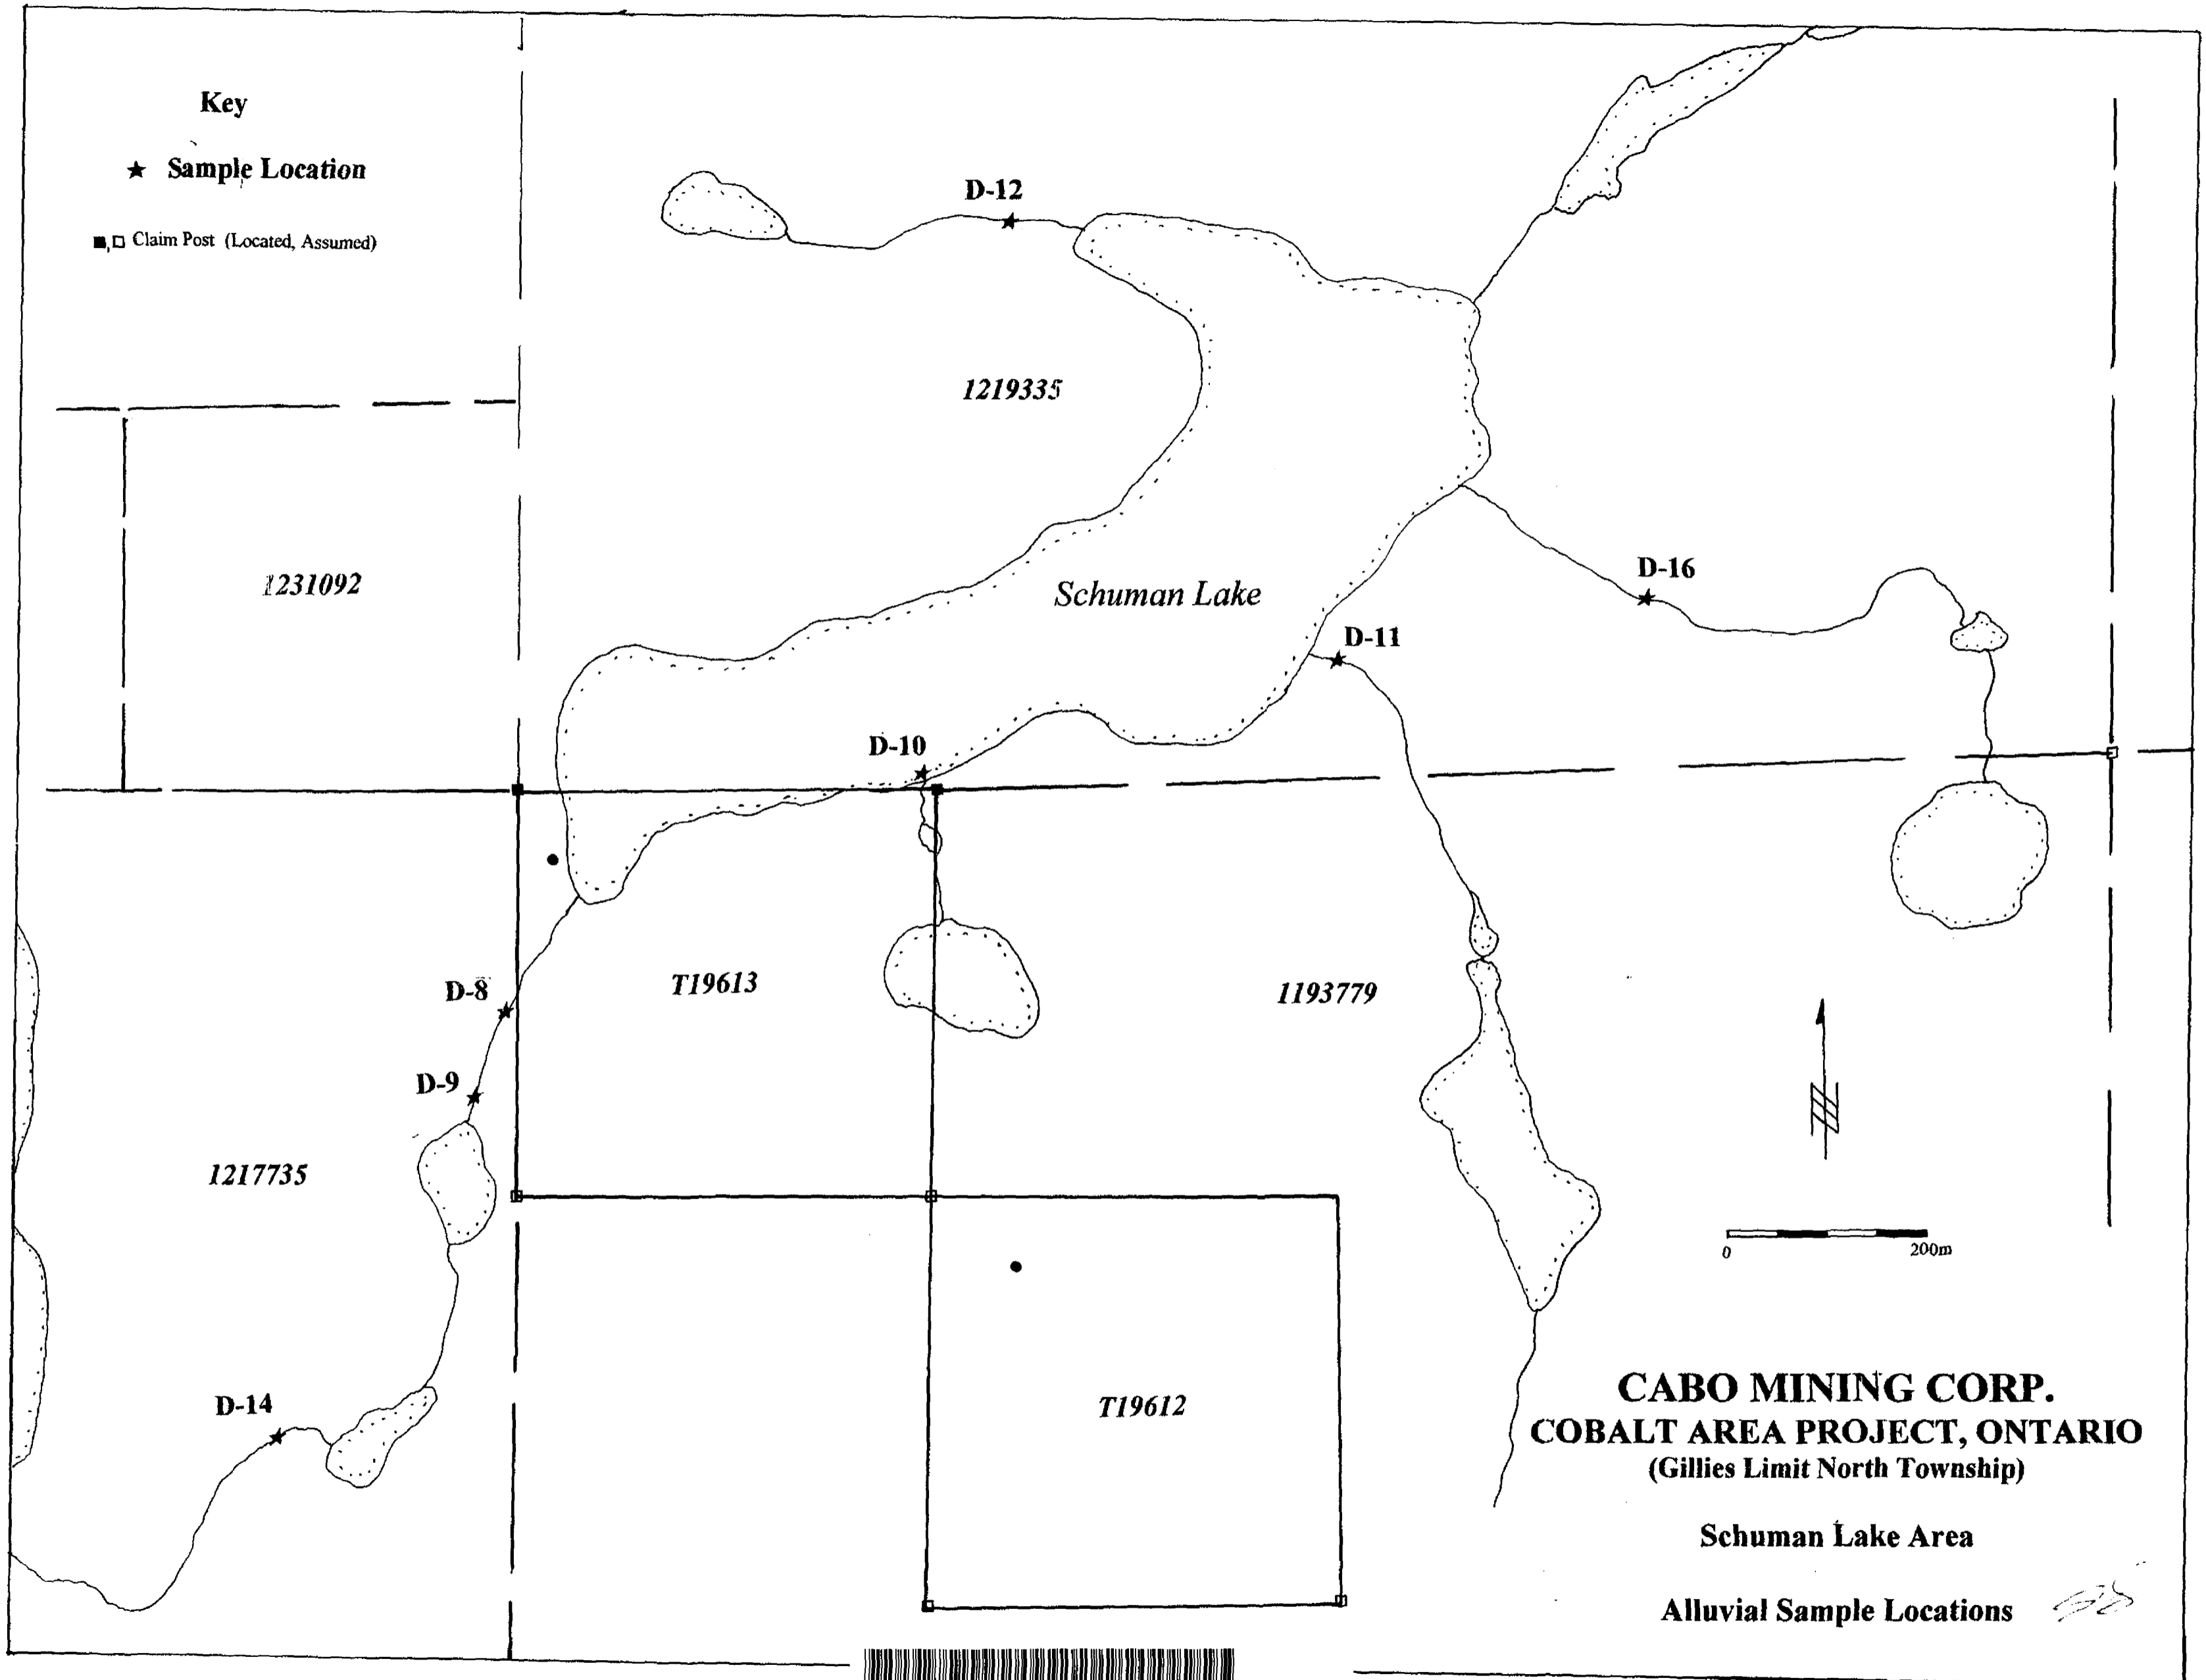 Key
★ Sample Location
■,□ Claim Post (Located, Assumed)
D-12
1219335
1231092
Schuman Lake
D-16
D-11
D-10
D-8
T19613
1193779
D-9
1217735
0 200m
D-14
T19612
CABO MINING CORP.
COBALT AREA PROJECT, ONTARIO
(Gillies Limit North Township)
Schuman Lake Area
Alluvial Sample Locations